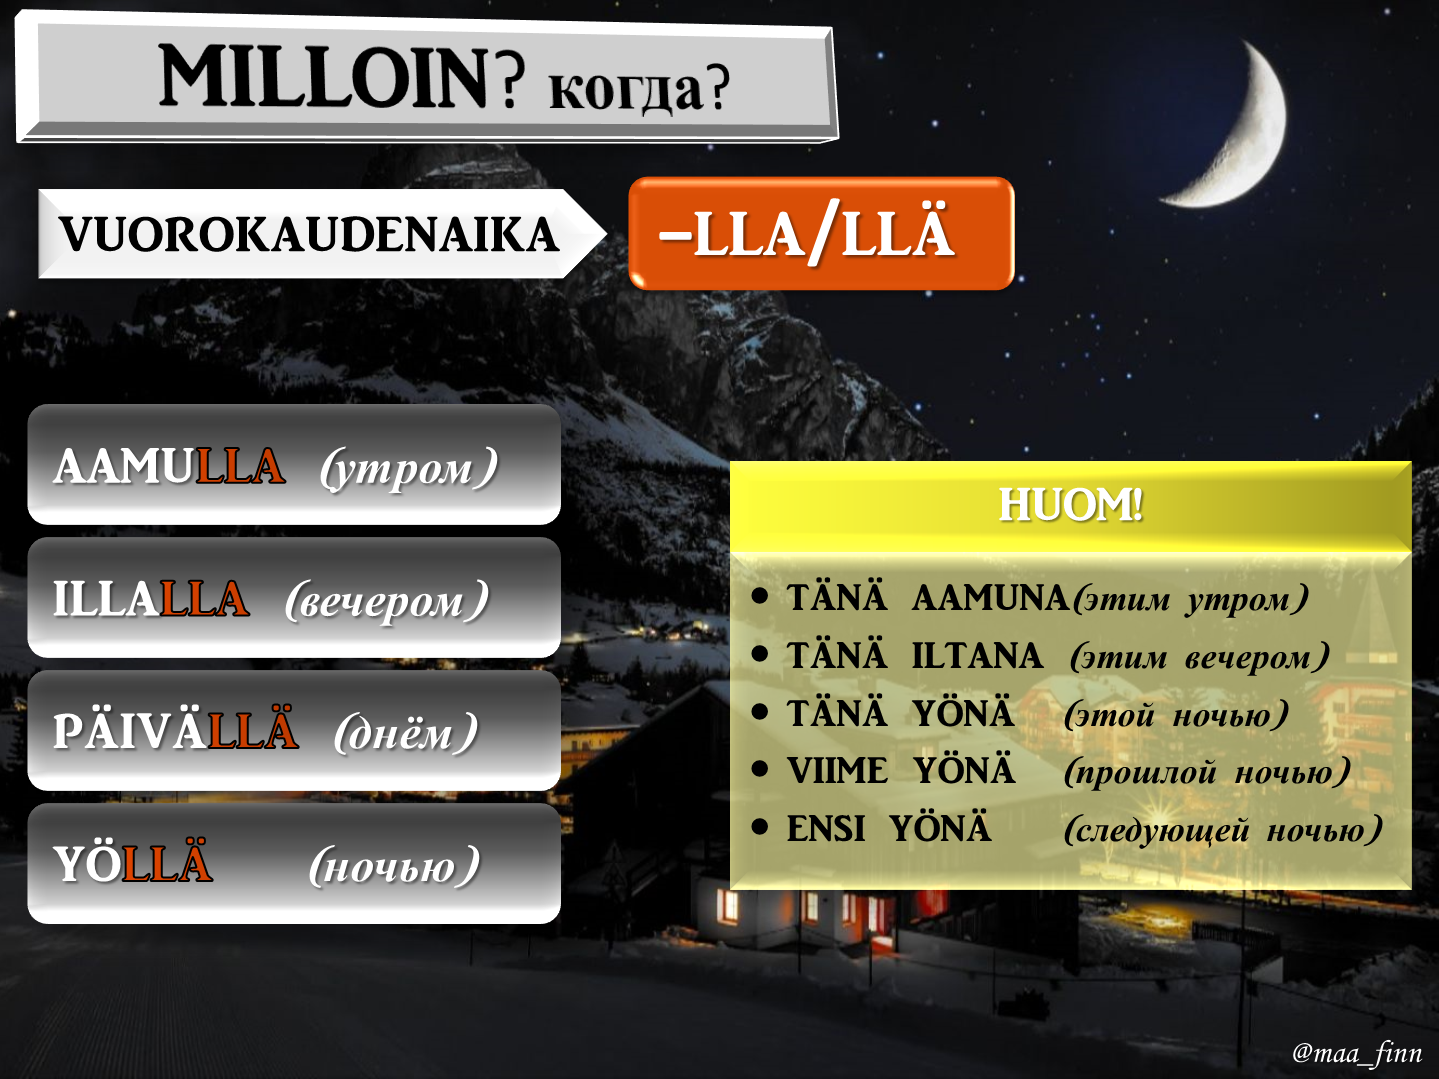 MILLOIN? когда?
VUOROKAUDENAIKA
-LLA/LLÄ
AAMULLA (утром)
ILLALLA (вечером)
PÄIVÄLLÄ (днём)
YÖLLÄ (ночью)
HUOM!
• TÄNÄ AAMUNA(этим утром)
• TÄNÄ ILTANA (этим вечером)
• TÄNÄ YÖNÄ (этой ночью)
• VIIME YÖNÄ (прошлой ночью)
• ENSI YÖNÄ (следующей ночью)
@maa_finn